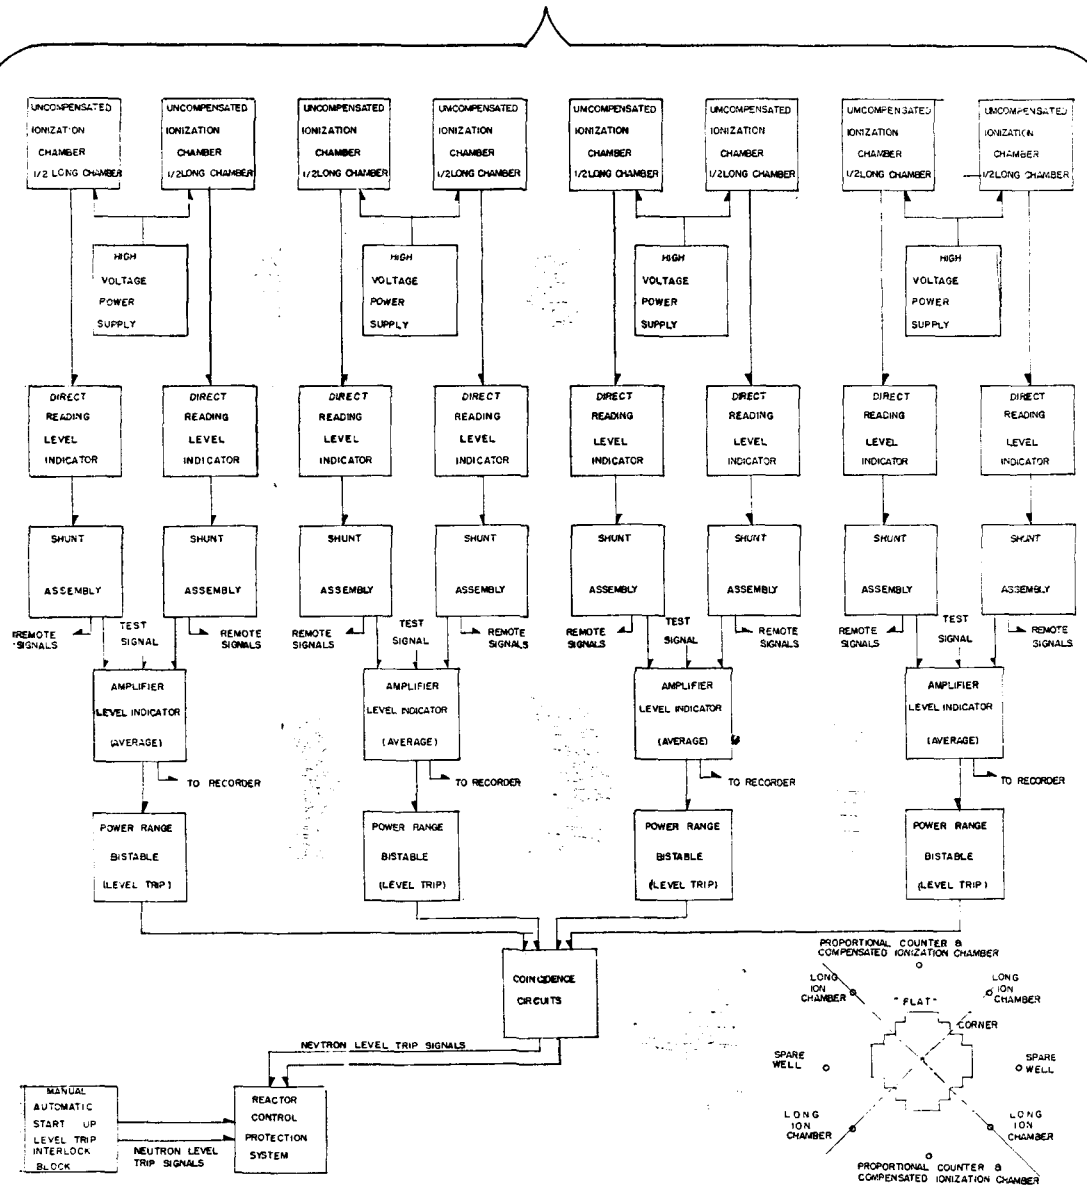 UNCOMPENSATED
IONIZATION
CHAMBER
1/2 LONG CHAMBER
UNCOMPENSATED
IONIZATION
CHAMBER
1/2 LONG CHAMBER
UNCOMPENSATED
IONIZATION
CHAMBER
1/2 LONG CHAMBER
UNCOMPENSATED
IONIZATION
CHAMBER
1/2 LONG CHAMBER
UMCOMPENSATED
IONIZATION
CHAMBER
1/2 LONG CHAMBER
UMCOMPENSATED
IONIZATION
CHAMBER
1/2 LONG CHAMBER
UMCOMPENSATED
IONIZATION
CHAMBER
1/2 LONG CHAMBER
UMCOMPENSATED
IONIZATION
CHAMBER
1/2 LONG CHAMBER
HIGH
VOLTAGE
POWER
SUPPLY
HIGH
VOLTAGE
POWER
SUPPLY
HIGH
VOLTAGE
POWER
SUPPLY
HIGH
VOLTAGE
POWER
SUPPLY
DIRECT
READING
LEVEL
INDICATOR
DIRECT
READING
LEVEL
INDICATOR
DIRECT
READING
LEVEL
INDICATOR
DIRECT
READING
LEVEL
INDICATOR
DIRECT
READING
LEVEL
INDICATOR
DIRECT
READING
LEVEL
INDICATOR
DIRECT
READING
LEVEL
INDICATOR
DIRECT
READING
LEVEL
INDICATOR
SHUNT
ASSEMBLY
SHUNT
ASSEMBLY
SHUNT
ASSEMBLY
SHUNT
ASSEMBLY
SHUNT
ASSEMBLY
SHUNT
ASSEMBLY
SHUNT
ASSEMBLY
SHUNT
ASSEMBLY
REMOTE
SIGNALS
TEST
SIGNAL
REMOTE
SIGNALS
REMOTE
SIGNALS
TEST
SIGNAL
REMOTE
SIGNALS
REMOTE
SIGNALS
TEST
SIGNAL
REMOTE
SIGNALS
REMOTE
SIGNALS
TEST
SIGNAL
REMOTE
SIGNALS
AMPLIFIER
LEVEL INDICATOR
(AVERAGE)
AMPLIFIER
LEVEL INDICATOR
(AVERAGE)
AMPLIFIER
LEVEL INDICATOR
(AVERAGE)
AMPLIFIER
LEVEL INDICATOR
(AVERAGE)
TO RECORDER
TO RECORDER
TO RECORDER
TO RECORDER
POWER RANGE
BISTABLE
(LEVEL TRIP)
POWER RANGE
BISTABLE
(LEVEL TRIP)
POWER RANGE
BISTABLE
(LEVEL TRIP)
POWER RANGE
BISTABLE
(LEVEL TRIP)
COINCIDENCE
CIRCUITS
NEVTRON LEVEL TRIP SIGNALS
MANUAL
AUTOMATIC
START UP
LEVEL TRIP
INTERLOCK
BLOCK
NEUTRON LEVEL
TRIP SIGNALS
REACTOR
CONTROL
PROTECTION
SYSTEM
PROPORTIONAL COUNTER &
COMPENSATED IONIZATION CHAMBER
LONG
ION
CHAMBER
LONG
ION
CHAMBER
"FLAT"
CORNER
SPARE
WELL
SPARE
WELL
LONG
ION
CHAMBER
LONG
ION
CHAMBER
PROPORTIONAL COUNTER &
COMPENSATED IONIZATION CHAMBER